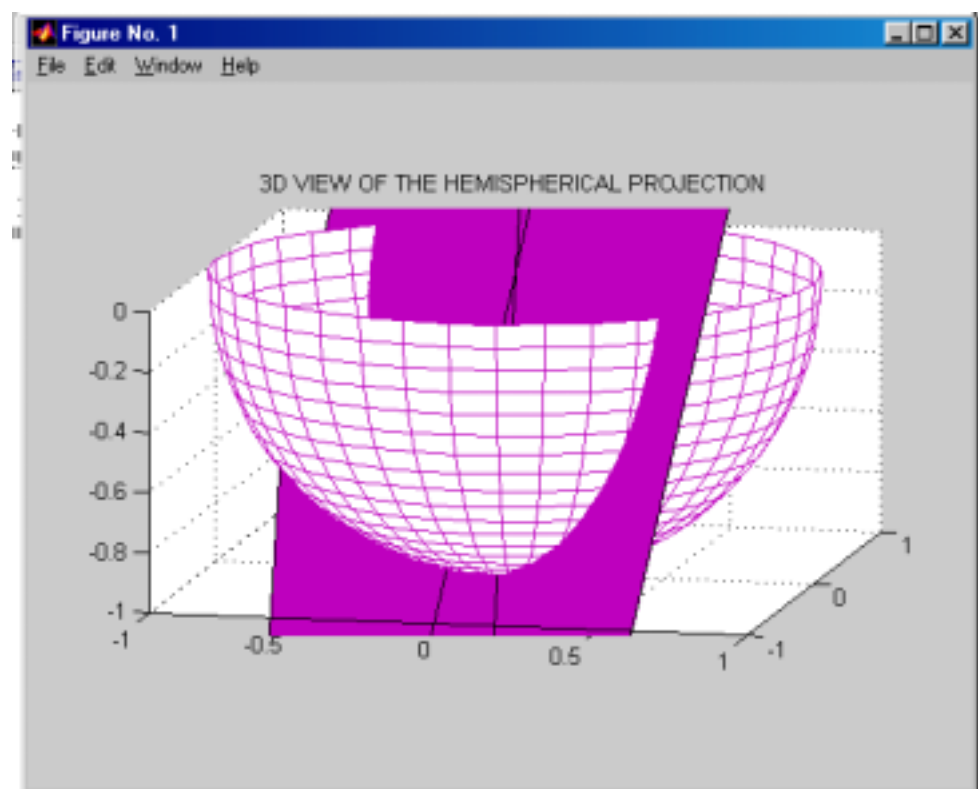 Figure No. 1
File Edit Window Help
3D VIEW OF THE HEMISPHERICAL PROJECTION
0
-0.2
-0.4
-0.6
-0.8
-1
-1 -0.5 0 0.5 1
-1 0 1